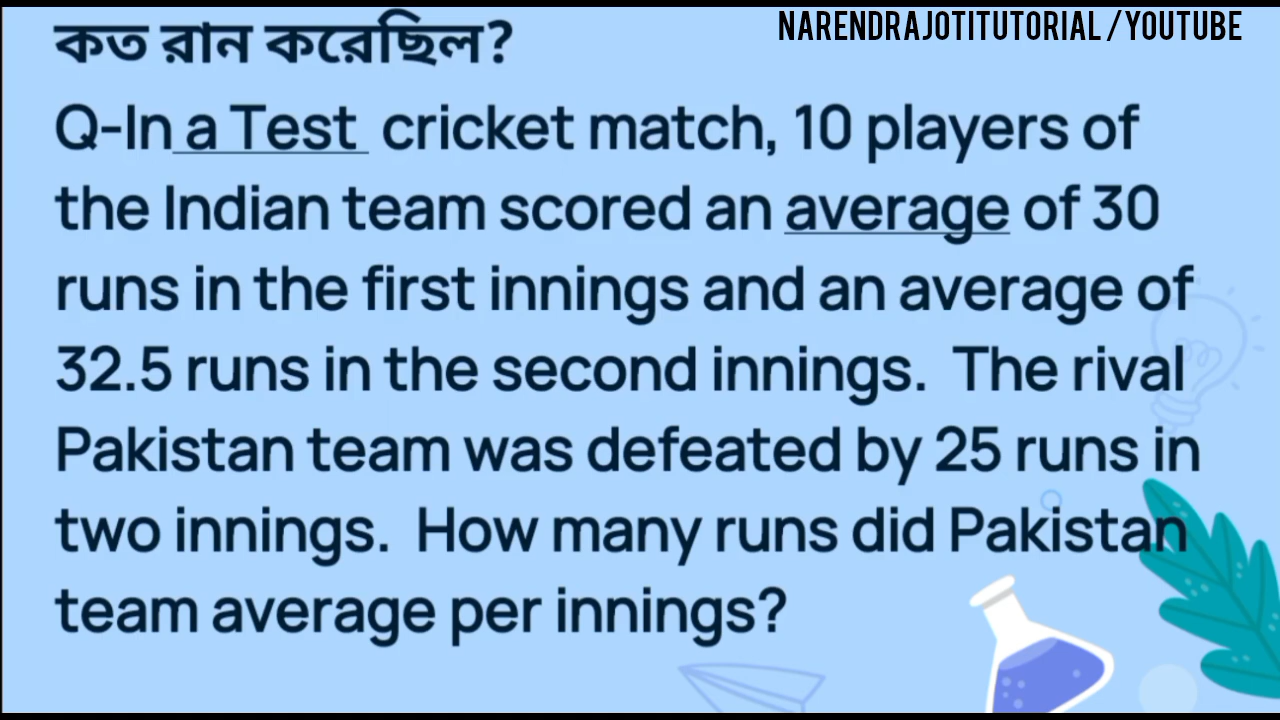 NARENDRAJOTITUTORIAL /YOUTUBE
কত রান করেছিল?
Q-In a Test cricket match, 10 players of
the Indian team scored an average of 30
runs in the first innings and an average of
32.5 runs in the second innings. The rival
Pakistan team was defeated by 25 runs in
two innings. How many runs did Pakistan
team average per innings?